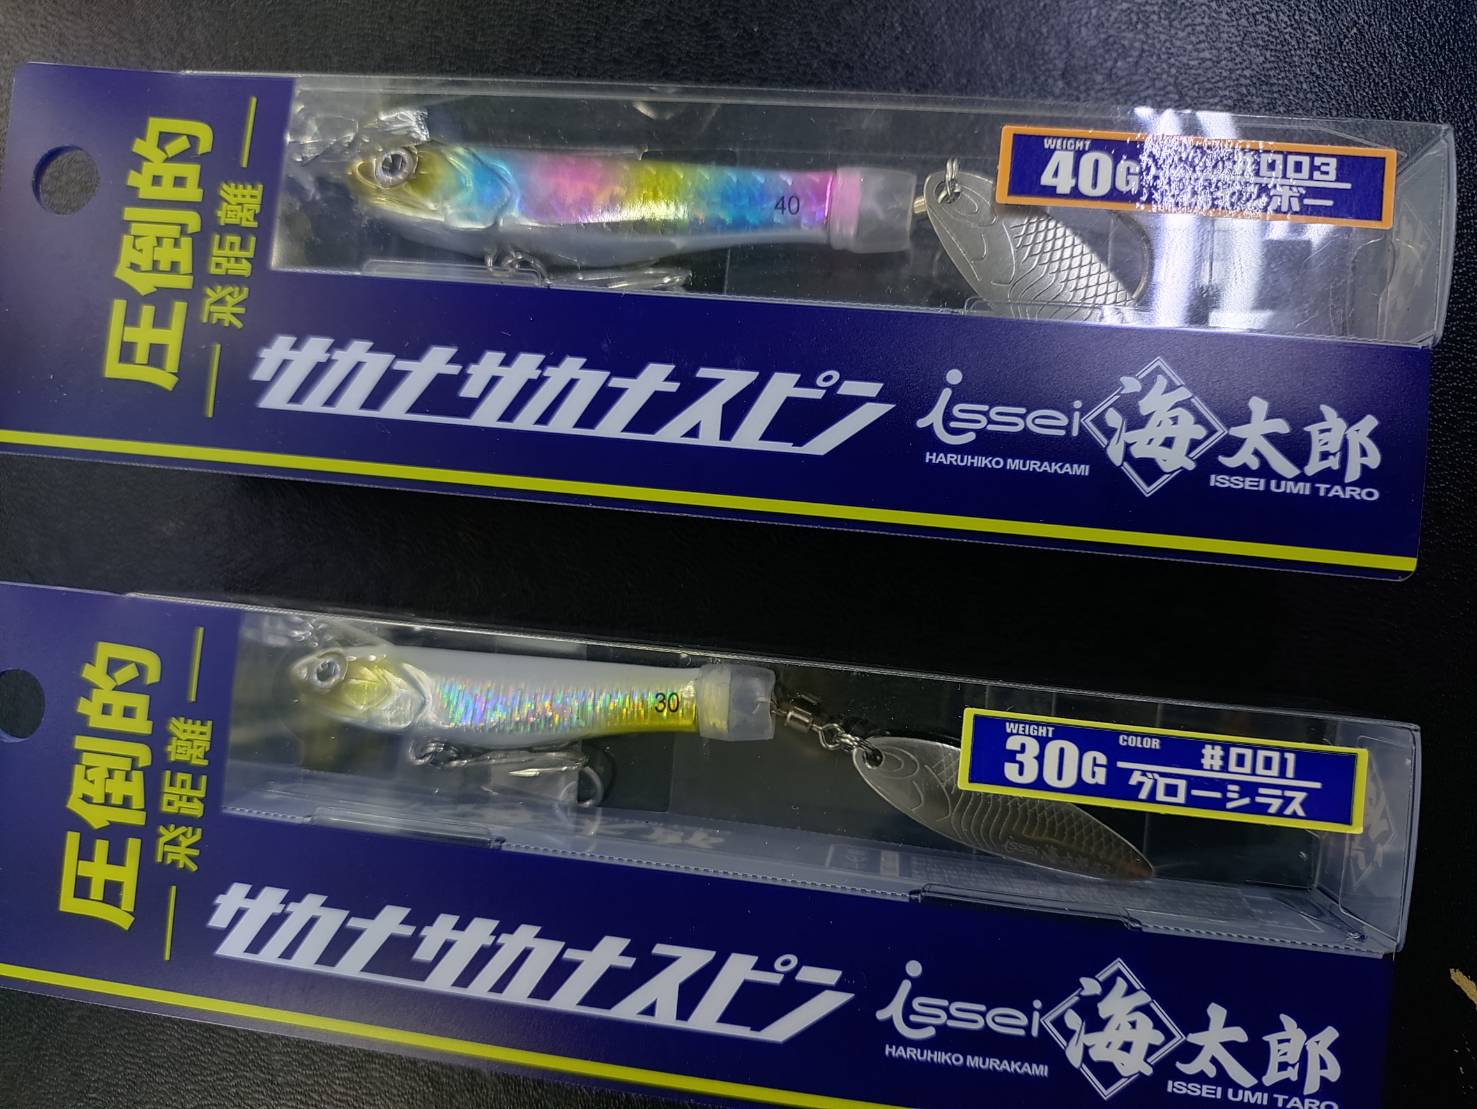 圧倒的
飛距離
40
WEIGHT
40G
#003
ンボー
サカナサカナスピン
issei 海太郎
HARUHIKO MURAKAMI
ISSEI UMI TARO
圧倒的
飛距離
30
WEIGHT
30G
COLOR
#001
グローシラス
サカナサカナスピン
issei 海太郎
HARUHIKO MURAKAMI
ISSEI UMI TARO